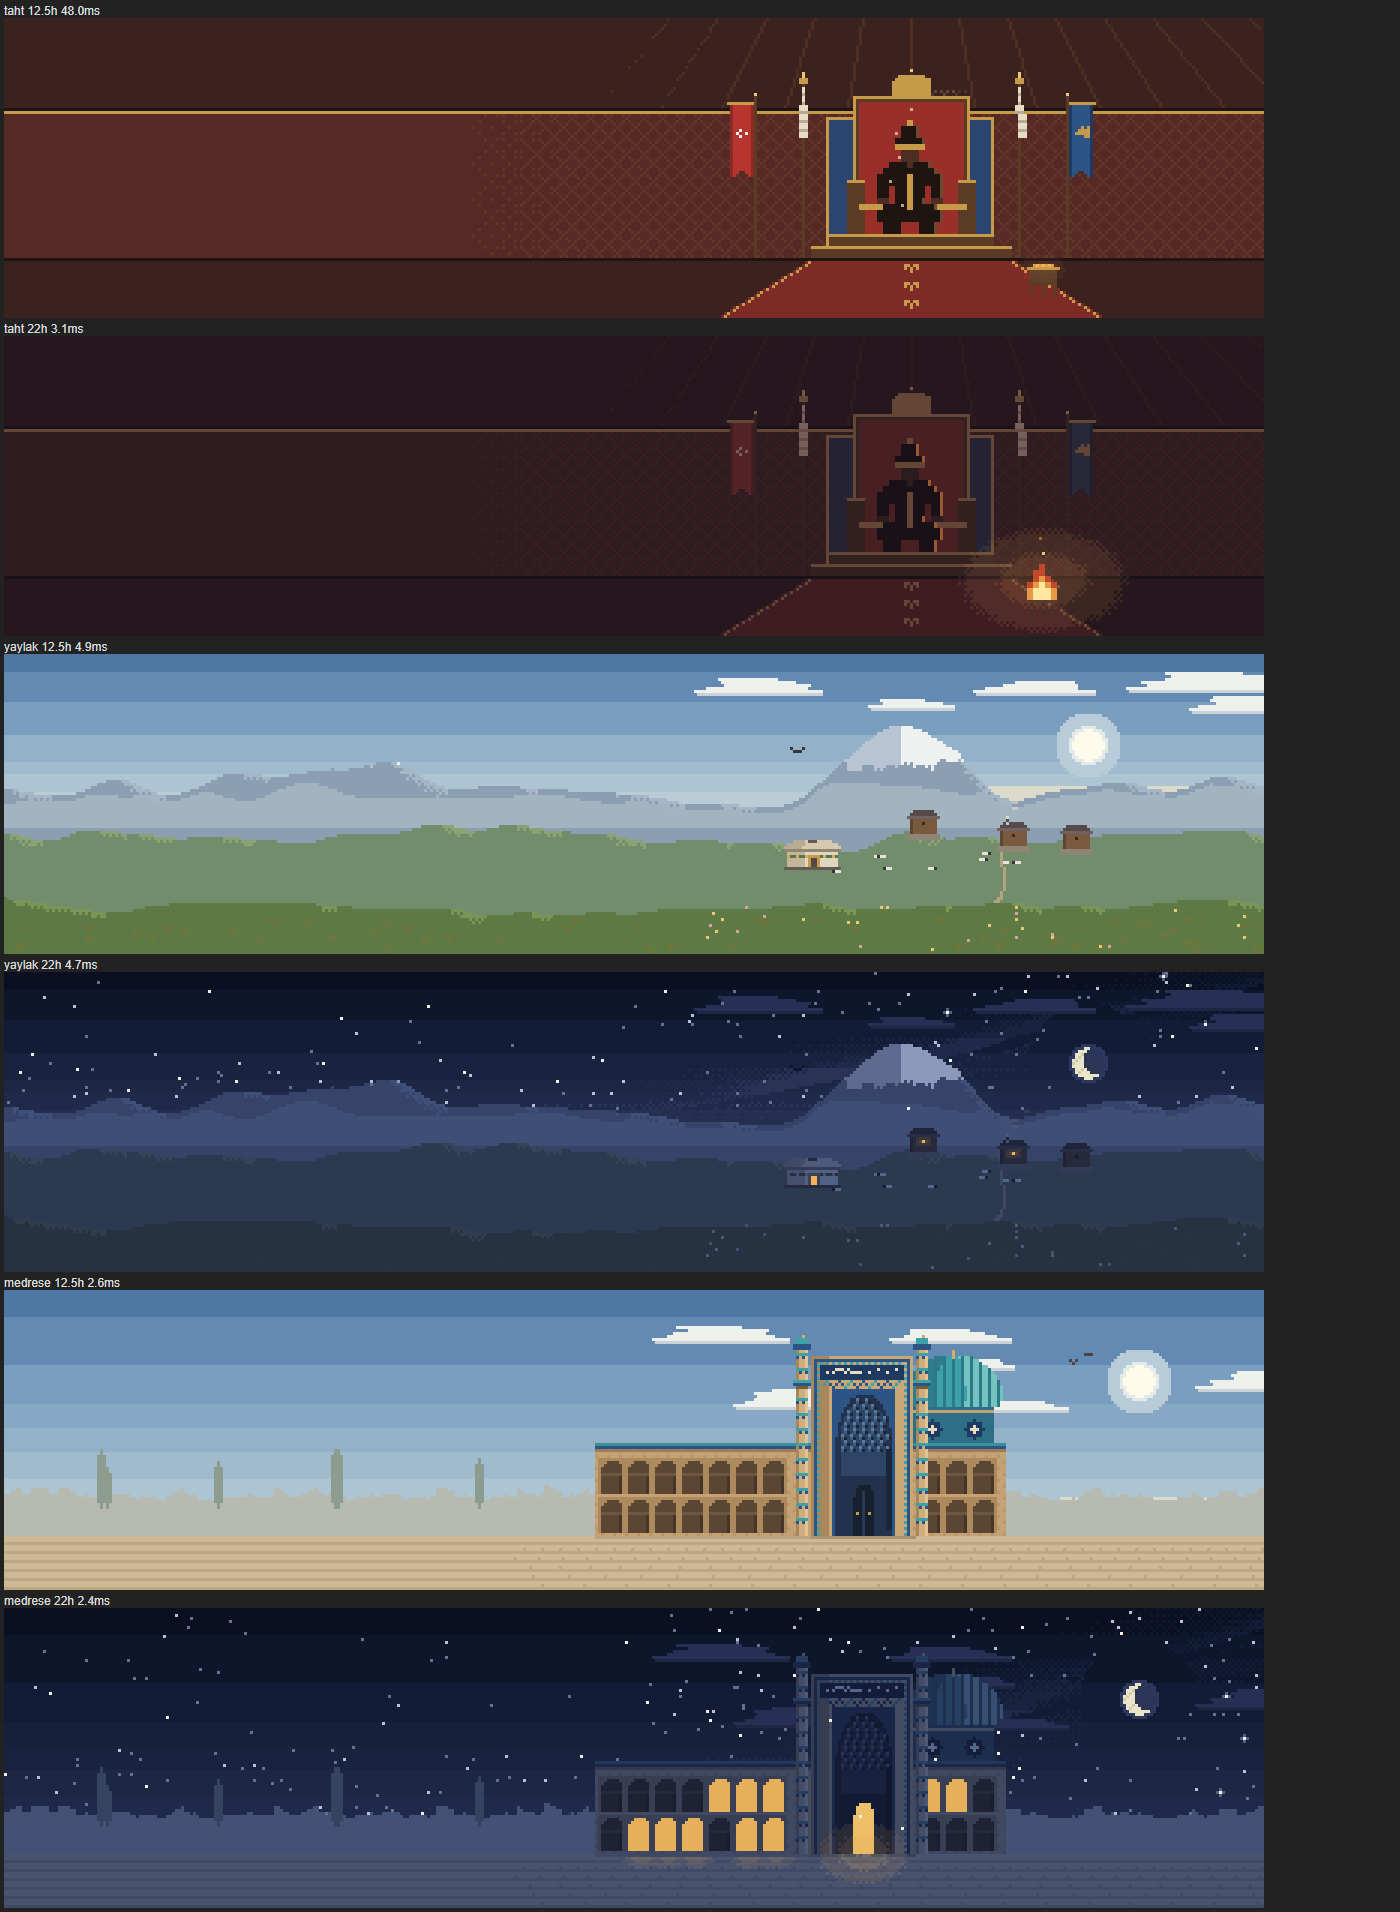 taht 12.5h 48.0ms
taht 22h 3.1ms
yaylak 12.5h 4.9ms
yaylak 22h 4.7ms
medrese 12.5h 2.6ms
medrese 22h 2.4ms